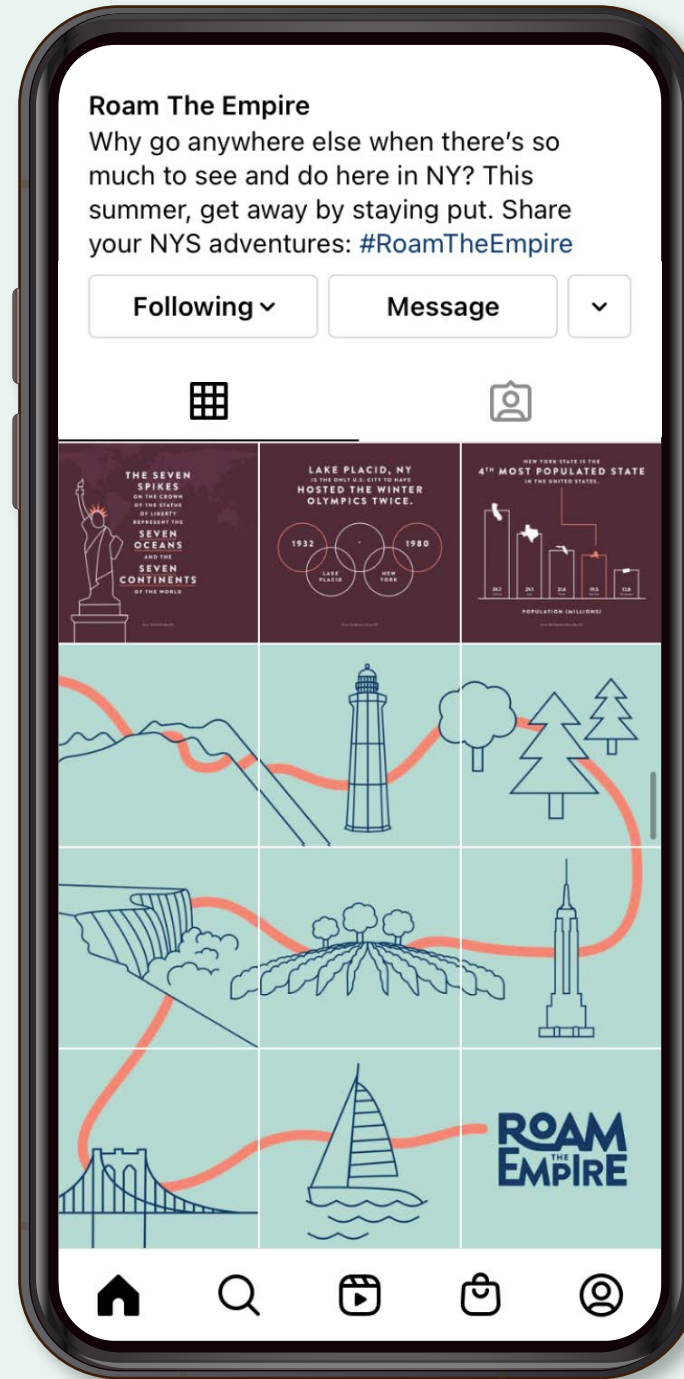 Roam The Empire
Why go anywhere else when there’s so
much to see and do here in NY? This
summer, get away by staying put. Share
your NYS adventures: #RoamTheEmpire
Following
Message
THE SEVEN
SPIKES
ON THE CROWN
OF THE STATUE
OF LIBERTY
REPRESENT THE
SEVEN
OCEANS
AND THE
SEVEN
CONTINENTS
OF THE WORLD
LAKE PLACID, NY
IS THE ONLY U.S. CITY TO HAVE
HOSTED THE WINTER
OLYMPICS TWICE.
1932
1980
LAKE
PLACID
NEW
YORK
NEW YORK STATE IS THE
4TH MOST POPULATED STATE
IN THE UNITED STATES.
POPULATION (MILLIONS)
ROAM
THE
EMPIRE